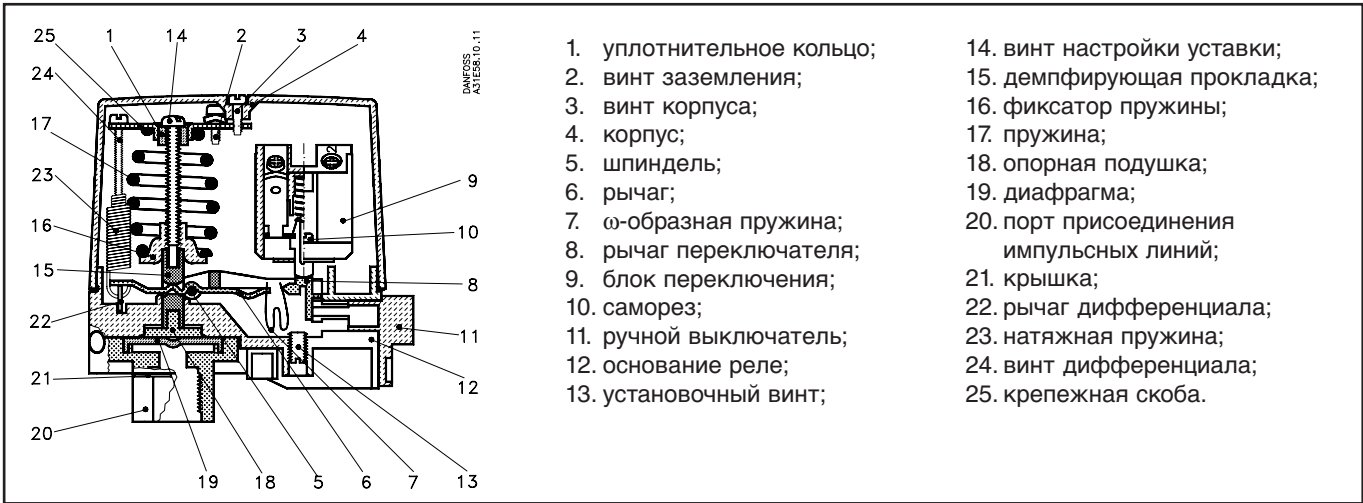 25 1 14 2 3 4
24
DANFOSS
A31E58.10.11
17
23
16
15
22
21
20
9
10
8
11
12
19 18 5 6 7 13
2
1. уплотнительное кольцо;
2. винт заземления;
3. винт корпуса;
4. корпус;
5. шпиндель;
6. рычаг;
7. ω-образная пружина;
8. рычаг переключателя;
9. блок переключения;
10. саморез;
11. ручной выключатель;
12. основание реле;
13. установочный винт;
14. винт настройки уставки;
15. демпфирующая прокладка;
16. фиксатор пружины;
17. пружина;
18. опорная подушка;
19. диафрагма;
20. порт присоединения
импульсных линий;
21. крышка;
22. рычаг дифференциала;
23. натяжная пружина;
24. винт дифференциала;
25. крепежная скоба.